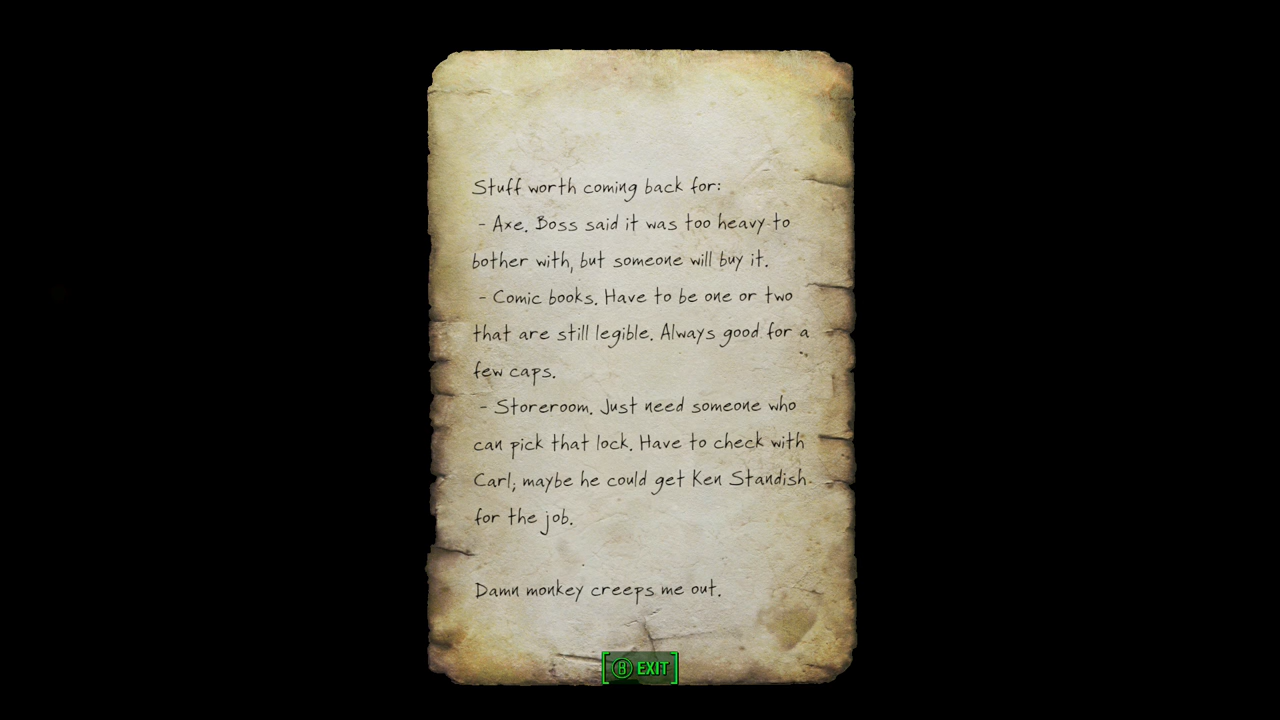 Stuff worth coming back for:
- Axe. Boss said it was too heavy to
bother with, but someone will buy it.
- Comic books. Have to be one or two
that are still legible. Always good for a
few caps.
- Storeroom. Just need someone who
can pick that lock. Have to check with
Carl; maybe he could get Ken Standish
for the job.
Damn monkey creeps me out.
B EXIT